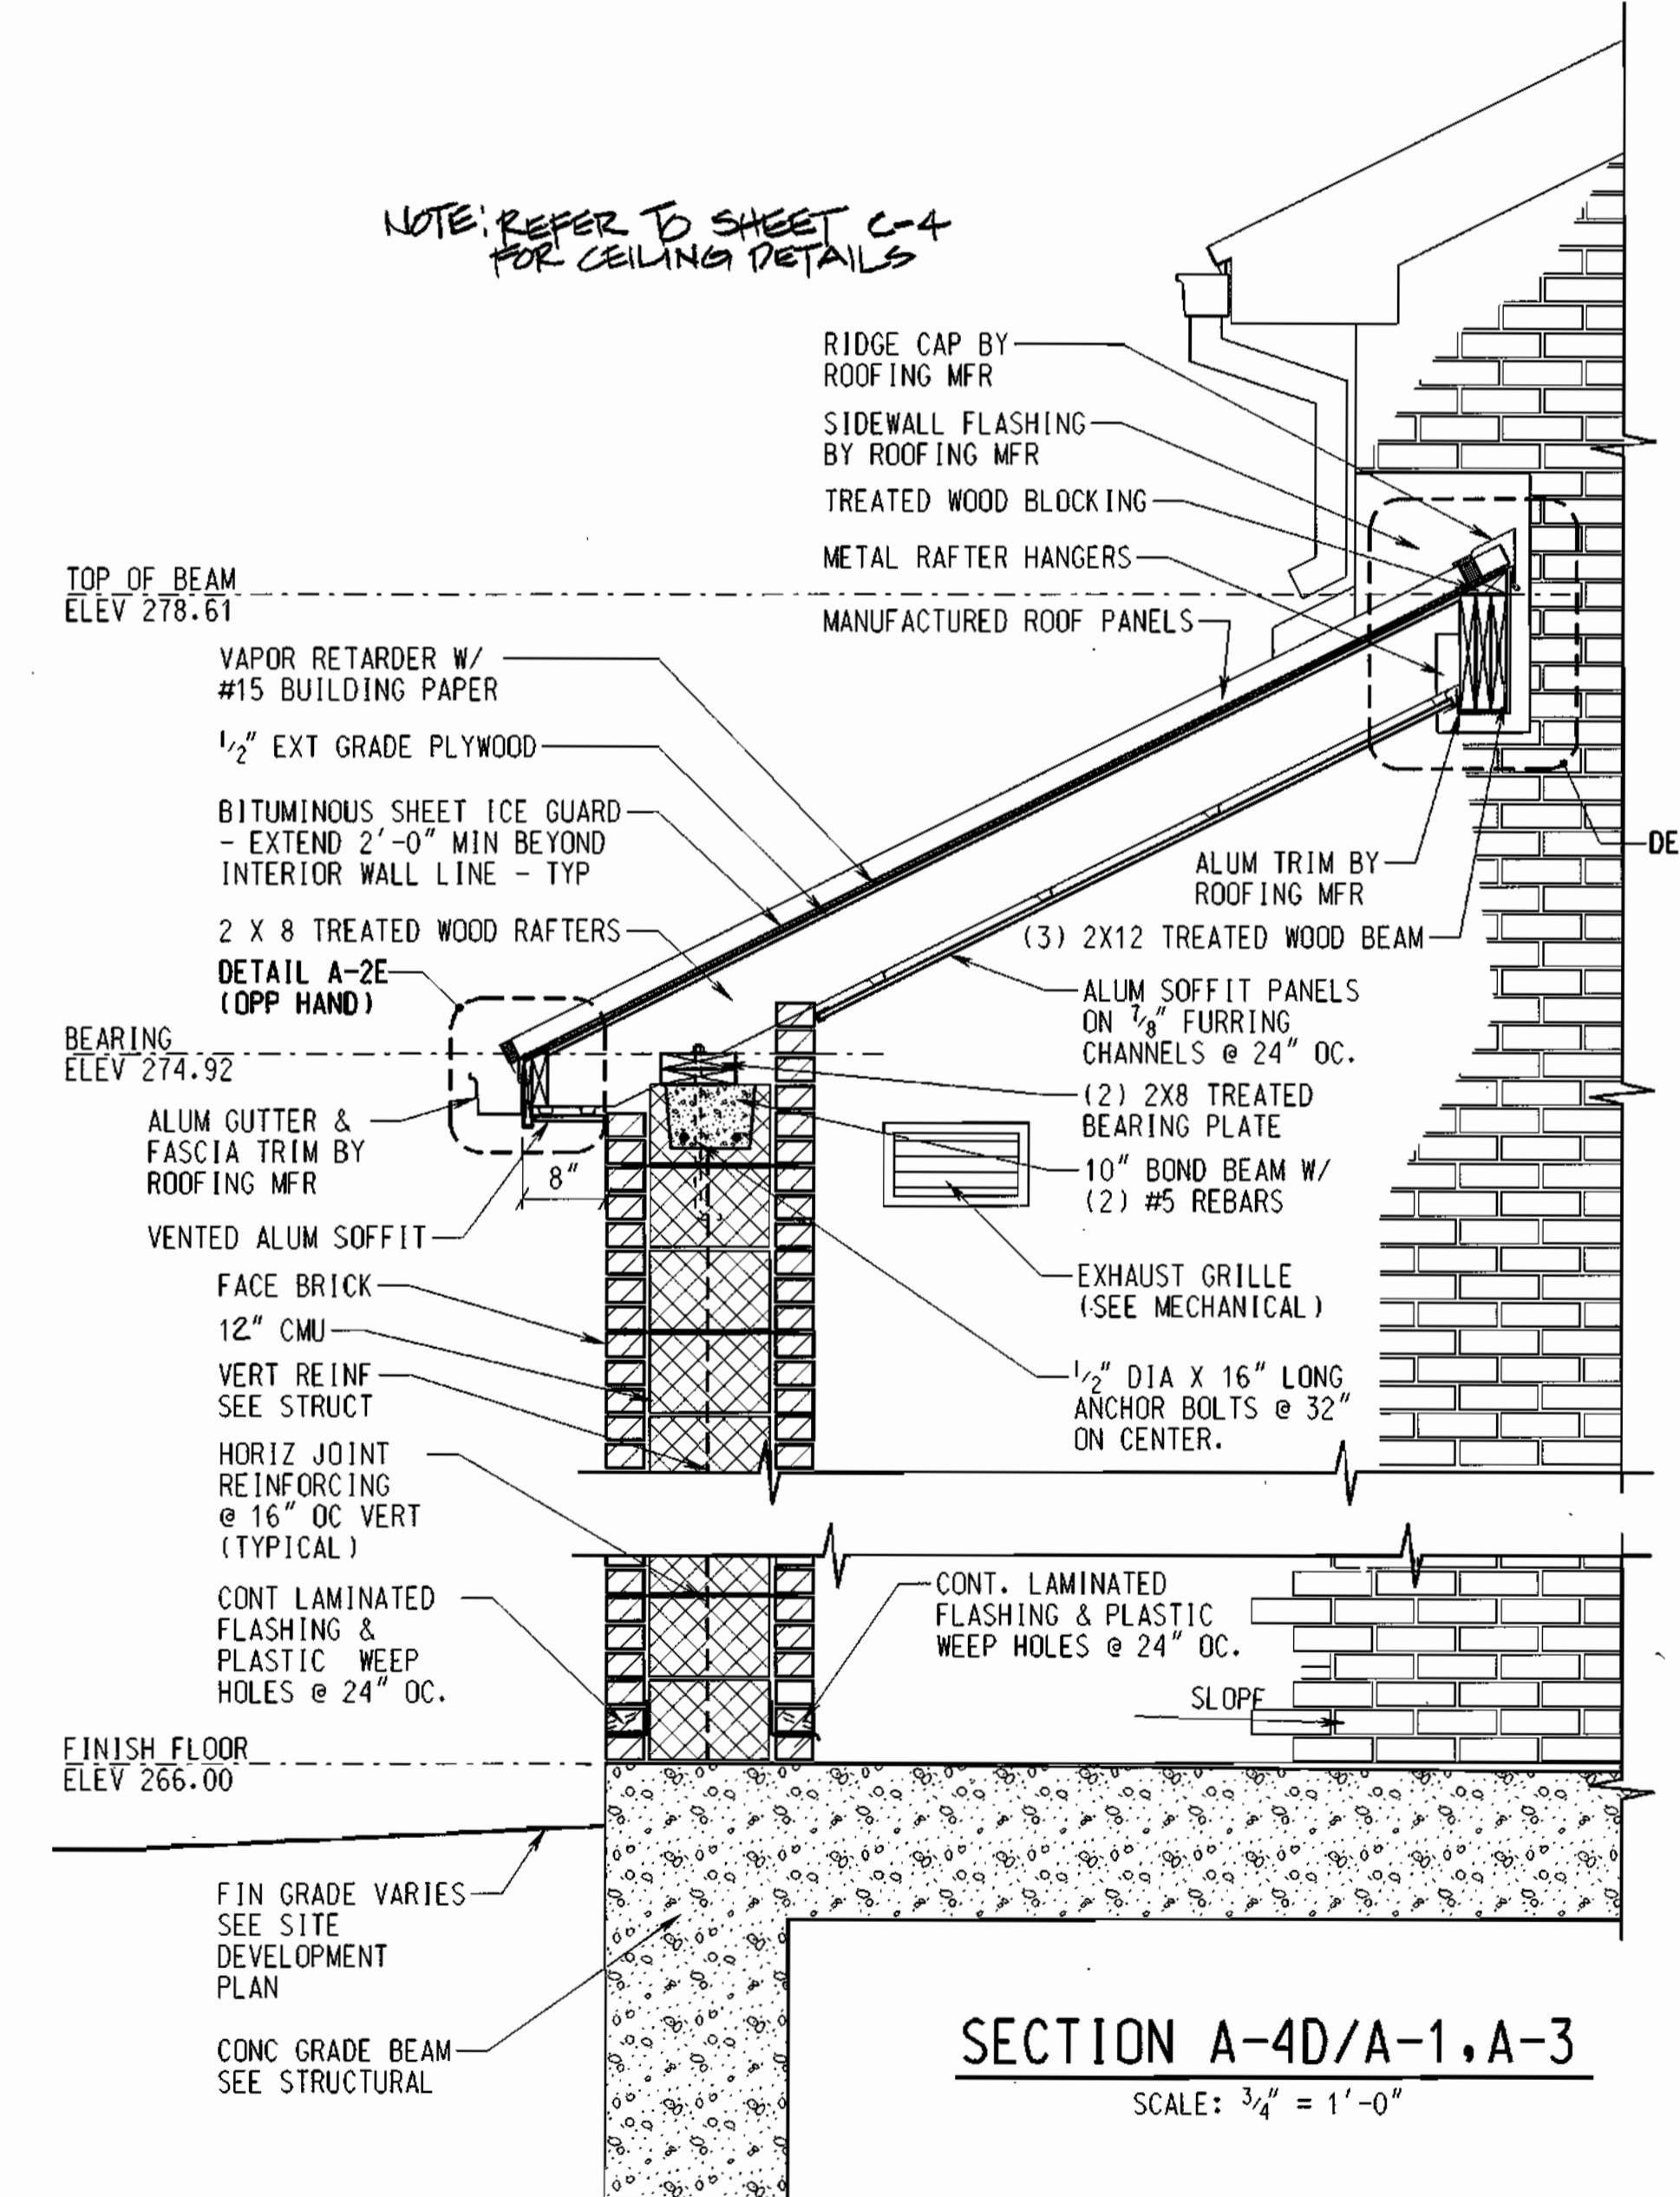 NOTE: REFER TO SHEET C-4
FOR CEILING DETAILS
RIDGE CAP BY
ROOFING MFR
SIDEWALL FLASHING
BY ROOFING MFR
TREATED WOOD BLOCKING
METAL RAFTER HANGERS
MANUFACTURED ROOF PANELS
TOP OF BEAM
ELEV 278.61
VAPOR RETARDER W/
#15 BUILDING PAPER
1/2" EXT GRADE PLYWOOD
BITUMINOUS SHEET ICE GUARD
- EXTEND 2'-0" MIN BEYOND
INTERIOR WALL LINE - TYP
2 X 8 TREATED WOOD RAFTERS
DETAIL A-2E
(OPP HAND)
BEARING
ELEV 274.92
ALUM GUTTER &
FASCIA TRIM BY
ROOFING MFR
8"
VENTED ALUM SOFFIT
FACE BRICK
12" CMU
VERT REINF
SEE STRUCT
HORIZ JOINT
REINFORCING
@ 16" OC VERT
(TYPICAL)
CONT LAMINATED
FLASHING &
PLASTIC WEEP
HOLES @ 24" OC.
FINISH FLOOR
ELEV 266.00
FIN GRADE VARIES
SEE SITE
DEVELOPMENT
PLAN
CONC GRADE BEAM
SEE STRUCTURAL
DE
ALUM TRIM BY
ROOFING MFR
(3) 2X12 TREATED WOOD BEAM
ALUM SOFFIT PANELS
ON 7/8" FURRING
CHANNELS @ 24" OC.
(2) 2X8 TREATED
BEARING PLATE
10" BOND BEAM W/
(2) #5 REBARS
EXHAUST GRILLE
(SEE MECHANICAL)
1/2" DIA X 16" LONG
ANCHOR BOLTS @ 32"
ON CENTER.
CONT. LAMINATED
FLASHING & PLASTIC
WEEP HOLES @ 24" OC.
SLOPE
SECTION A-4D/A-1,A-3
SCALE: 3/4" = 1'-0"